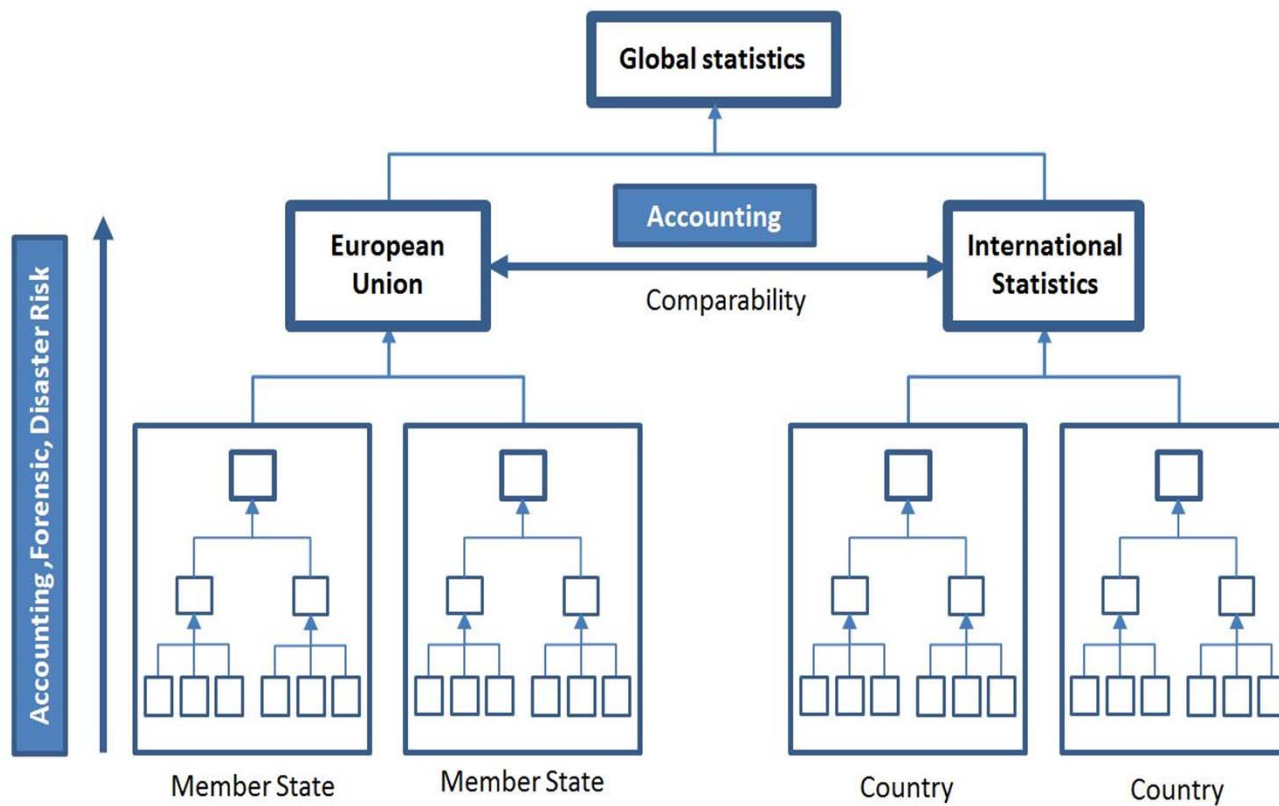 Global statistics
Accounting
European
Union
International
Statistics
Comparability
Accounting ,Forensic, Disaster Risk
Member State
Member State
Country
Country